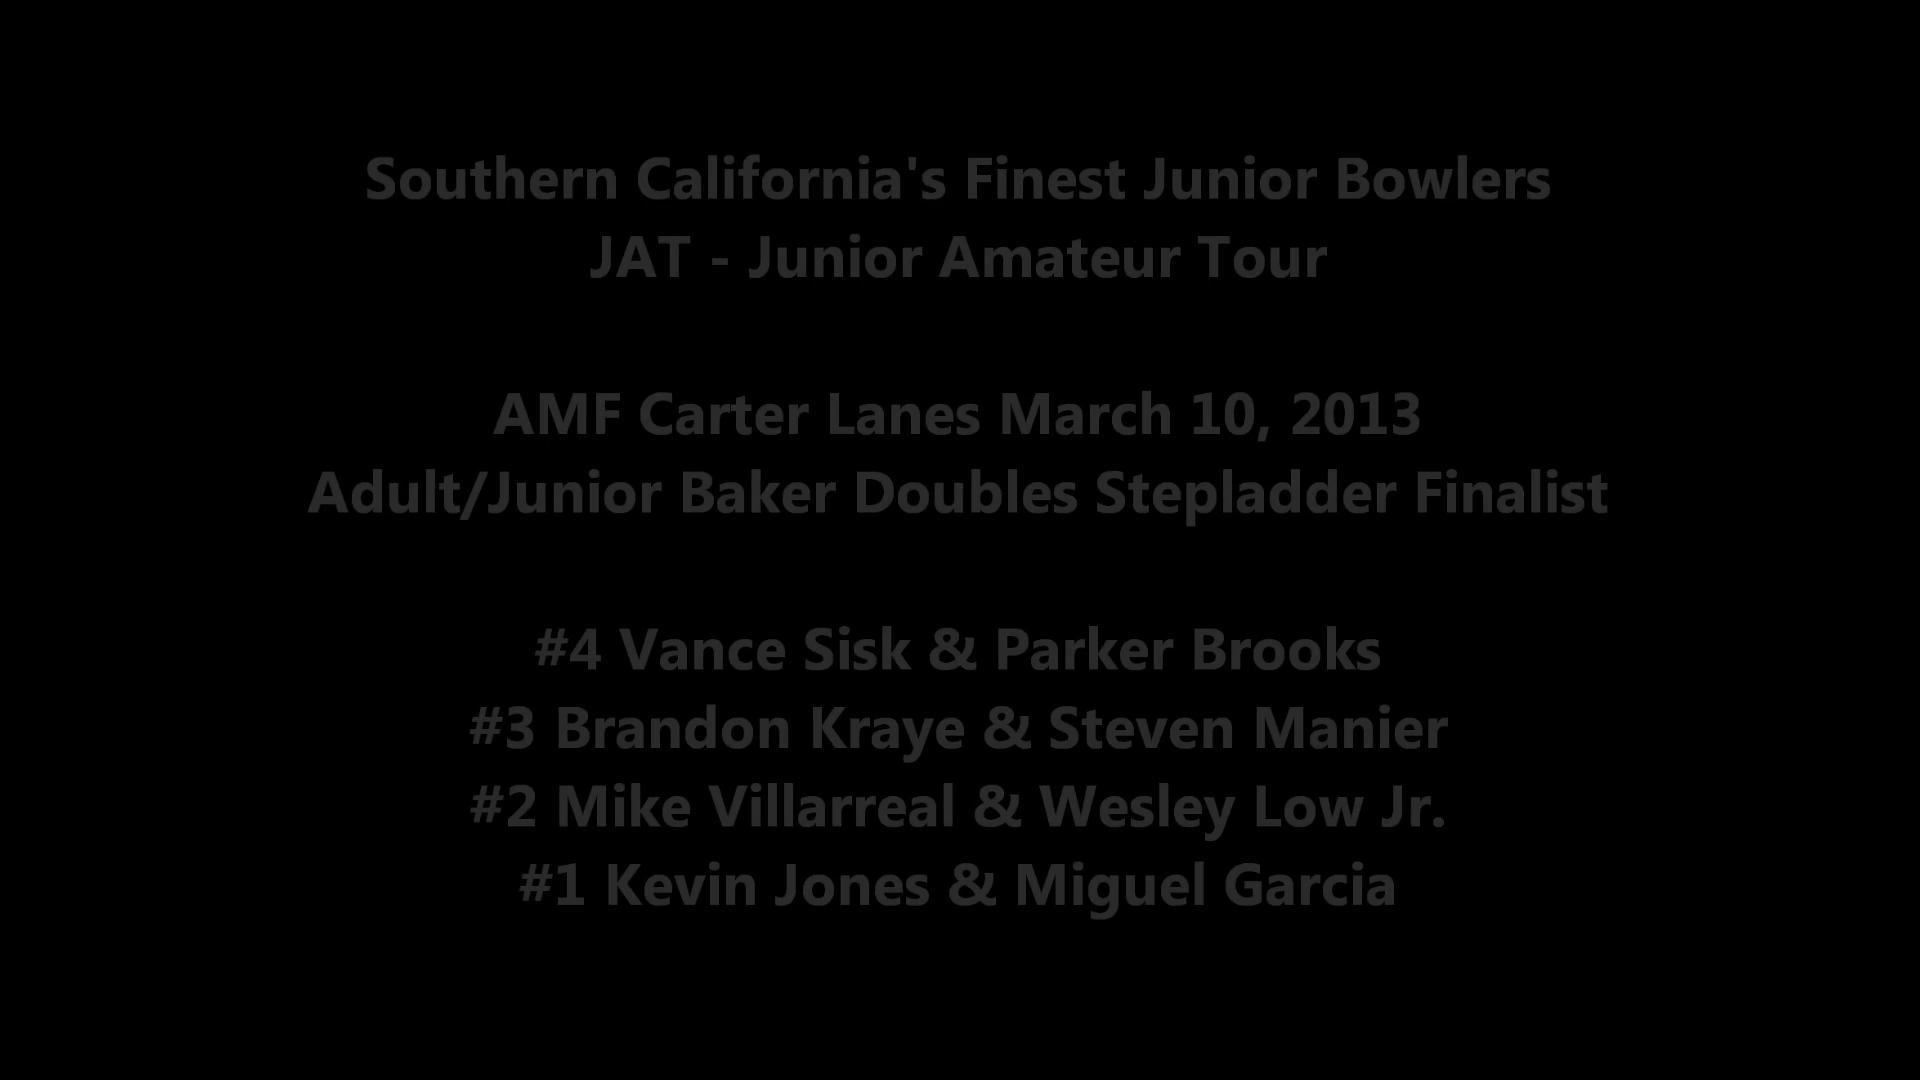 Southern California's Finest Junior Bowlers
JAT - Junior Amateur Tour
AMF Carter Lanes March 10, 2013
Adult/Junior Baker Doubles Stepladder Finalist
#4 Vance Sisk & Parker Brooks
#3 Brandon Kraye & Steven Manier
#2 Mike Villarreal & Wesley Low Jr.
#1 Kevin Jones & Miguel Garcia